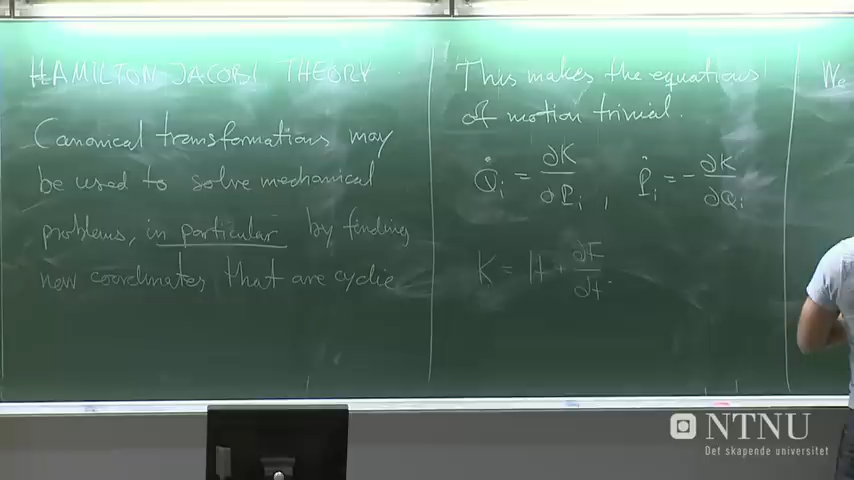 HAMILTON-JACOBI THEORY
Canonical transformations may
be used to solve mechanical
problems, in particular by finding
new coordinates that are cyclic
This makes the equations
of motion trivial.
Q̇ᵢ = ∂K/∂Pᵢ , Ṗᵢ = -∂K/∂Qᵢ
K = H + ∂F/∂t
We
NTNU
Det skapende universitet